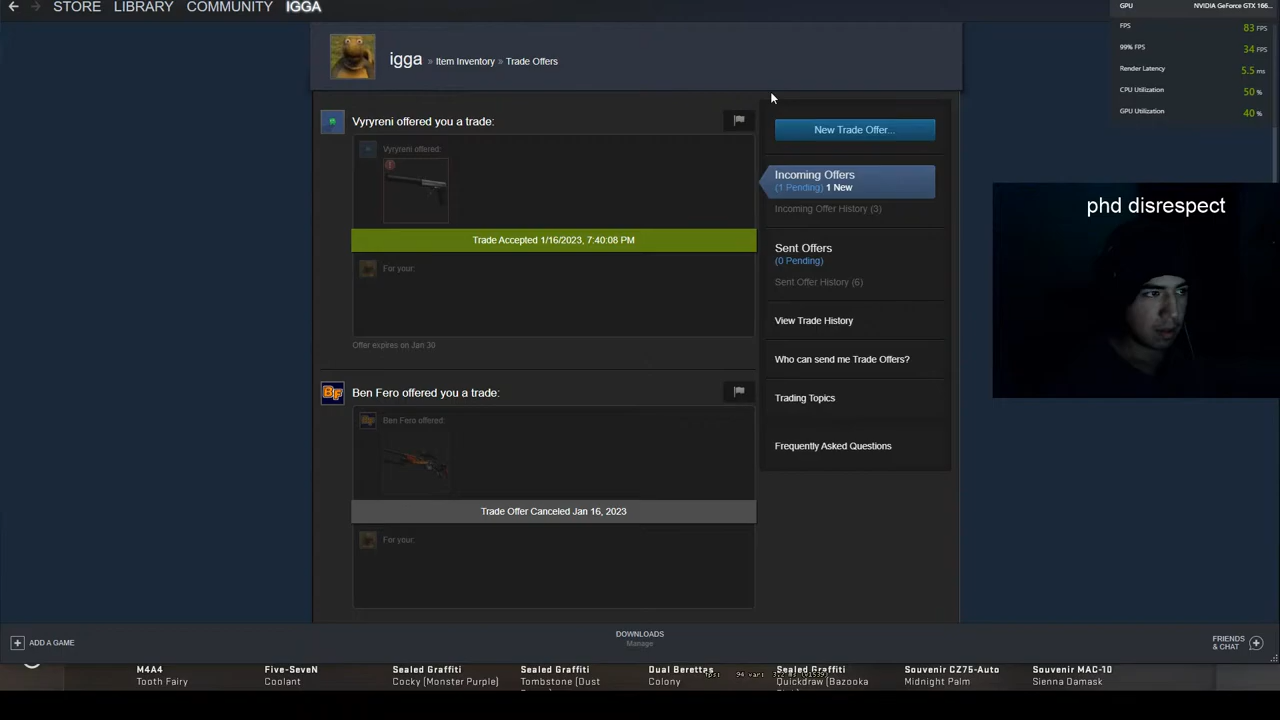 STORE LIBRARY COMMUNITY IGGA
GPU NVIDIA GeForce GTX 166...
FPS 83 FPS
99% FPS 34 FPS
Render Latency 5.5 ms
CPU Utilization 50 %
GPU Utilization 40 %
igga » Item Inventory » Trade Offers
Vyryreni offered you a trade:
Vyryreni offered:
Trade Accepted 1/16/2023, 7:40:08 PM
For your:
Offer expires on Jan 30
Ben Fero offered you a trade:
BF
Ben Fero offered:
Trade Offer Canceled Jan 16, 2023
For your:
New Trade Offer...
Incoming Offers
(1 Pending) 1 New
Incoming Offer History (3)
Sent Offers
(0 Pending)
Sent Offer History (6)
View Trade History
Who can send me Trade Offers?
Trading Topics
Frequently Asked Questions
phd disrespect
ADD A GAME
DOWNLOADS
Manage
FRIENDS
& CHAT
M4A4
Tooth Fairy
Five-SeveN
Coolant
Sealed Graffiti
Cocky (Monster Purple)
Sealed Graffiti
Tombstone (Dust
Dual Berettas
Colony
Sealed Graffiti
Quickdraw (Bazooka
Souvenir CZ75-Auto
Midnight Palm
Souvenir MAC-10
Sienna Damask